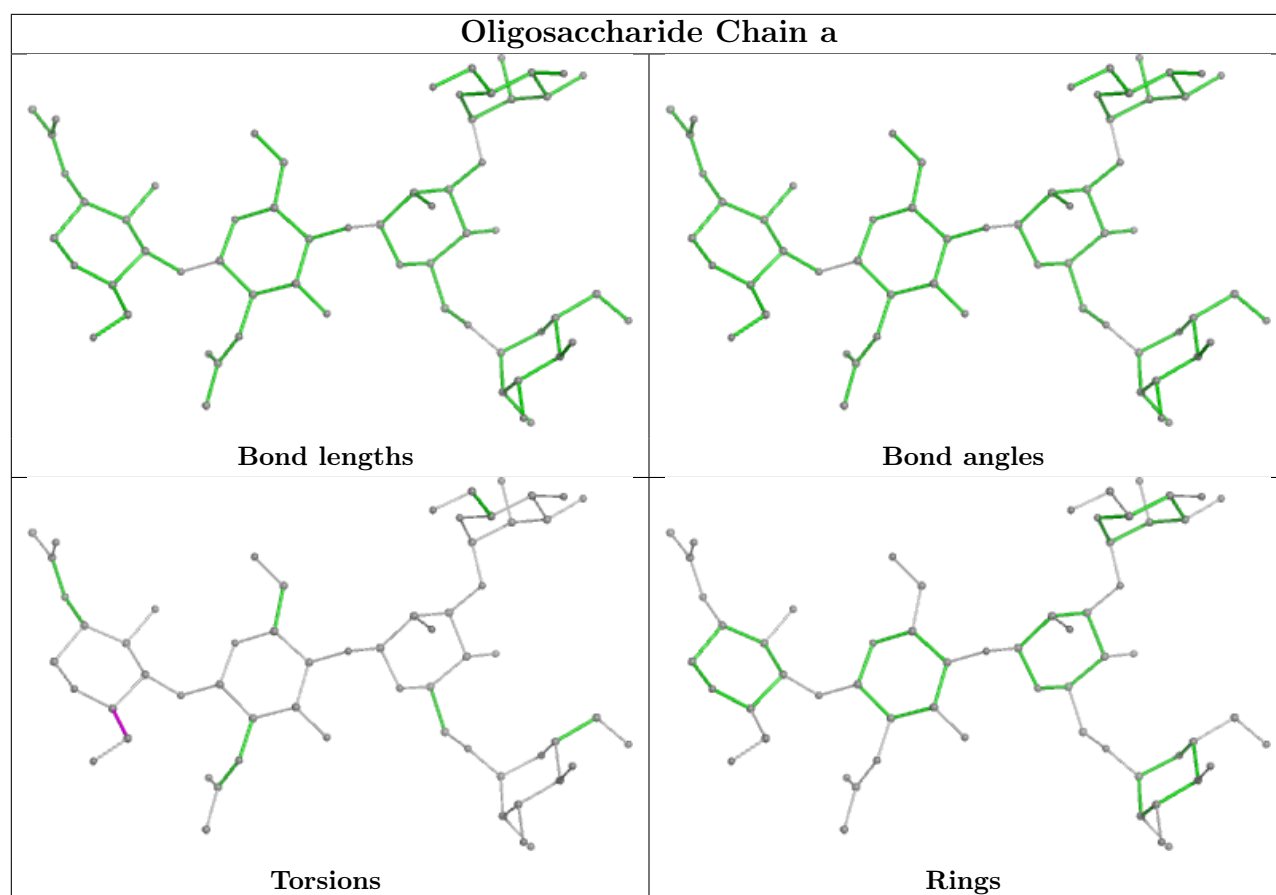 Oligosaccharide Chain a
Bond lengths
Bond angles
Torsions
Rings